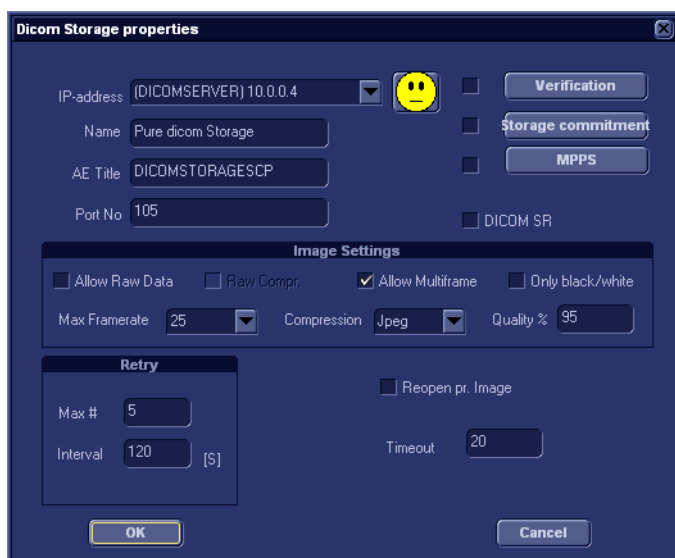 Dicom Storage properties
IP-address (DICOMSERVER) 10.0.0.4 Verification
Name Pure dicom Storage Storage commitment
AE Title DICOMSTORAGESCP MPPS
Port No 105 DICOM SR
Image Settings
Allow Raw Data Raw Compr. Allow Multiframe Only black/white
Max Framerate 25 Compression Jpeg Quality % 95
Retry
Reopen pr. Image
Max # 5
Interval 120 [S] Timeout 20
OK Cancel